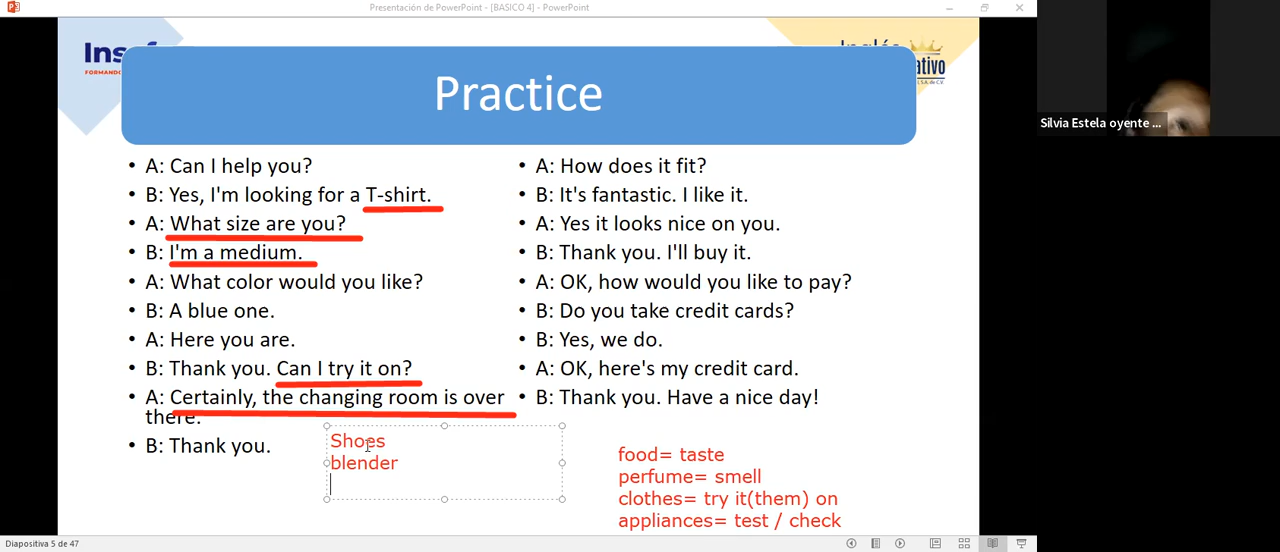 Presentación de PowerPoint - [BASICO 4] - PowerPoint
Practice
FORMANDO
A: Can I help you?
B: Yes, I'm looking for a T-shirt.
A: What size are you?
B: I'm a medium.
A: What color would you like?
B: A blue one.
A: Here you are.
B: Thank you. Can I try it on?
A: Certainly, the changing room is over
there.
B: Thank you.
A: How does it fit?
B: It's fantastic. I like it.
A: Yes it looks nice on you.
B: Thank you. I'll buy it.
A: OK, how would you like to pay?
B: Do you take credit cards?
B: Yes, we do.
A: OK, here's my credit card.
B: Thank you. Have a nice day!
Shoes
blender
food= taste
perfume= smell
clothes= try it(them) on
appliances= test / check
Silvia Estela oyente ...
Diapositiva 5 de 47